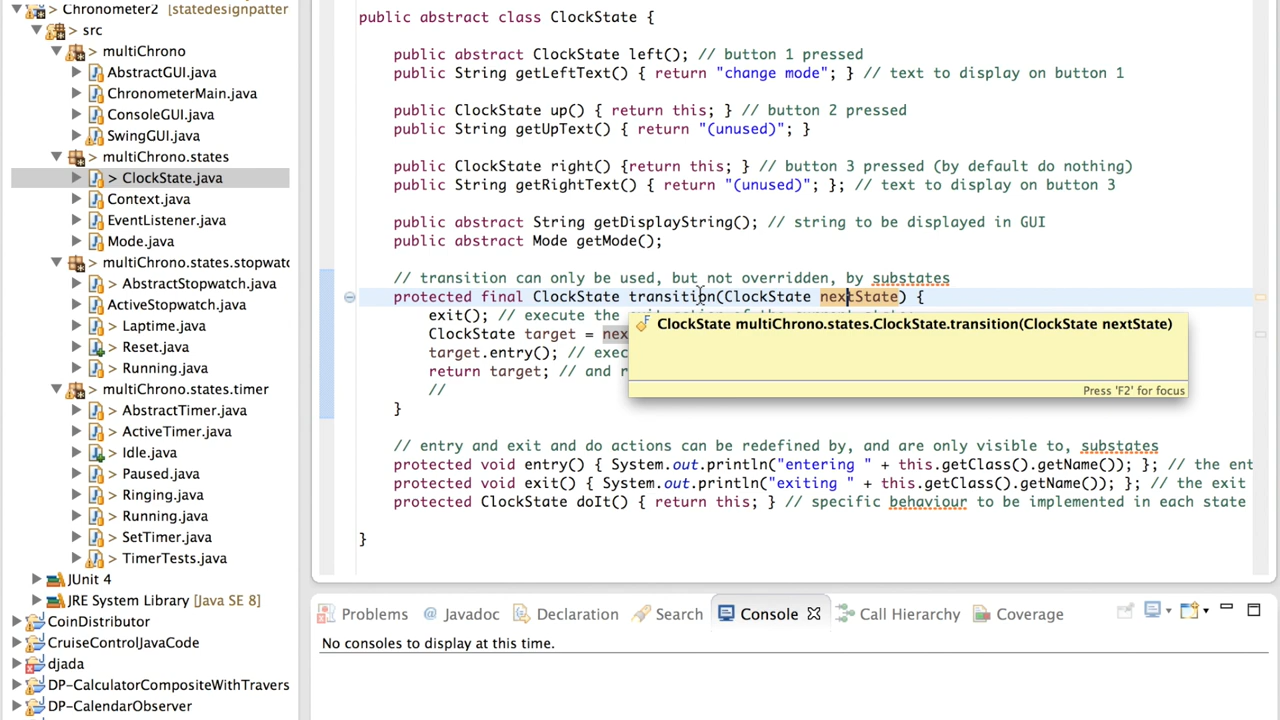 > Chronometer2 [statedesignpatter
> src
multiChrono
> AbstractGUI.java
> ChronometerMain.java
> ConsoleGUI.java
> SwingGUI.java
> multiChrono.states
> ClockState.java
> Context.java
> EventListener.java
> Mode.java
> multiChrono.states.stopwatc
> AbstractStopwatch.java
ActiveStopwatch.java
> Laptime.java
> Reset.java
> Running.java
> multiChrono.states.timer
> AbstractTimer.java
> ActiveTimer.java
> Idle.java
> Paused.java
> Ringing.java
> Running.java
> SetTimer.java
> TimerTests.java
JUnit 4
JRE System Library [Java SE 8]
CoinDistributor
CruiseControlJavaCode
djada
DP-CalculatorCompositeWithTravers
DP-CalendarObserver
public abstract class ClockState {
public abstract ClockState left(); // button 1 pressed
public String getLeftText() { return "change mode"; } // text to display on button 1
public ClockState up() { return this; } // button 2 pressed
public String getUpText() { return "(unused)"; }
public ClockState right() {return this; } // button 3 pressed (by default do nothing)
public String getRightText() { return "(unused)"; }; // text to display on button 3
public abstract String getDisplayString(); // string to be displayed in GUI
public abstract Mode getMode();
// transition can only be used, but not overridden, by substates
protected final ClockState transition(ClockState nextState) {
exit(); // execute the
ClockState target = nex
target.entry(); // exec
return target; // and r
//
}
ClockState multiChrono.states.ClockState.transition(ClockState nextState)
Press 'F2' for focus
// entry and exit and do actions can be redefined by, and are only visible to, substates
protected void entry() { System.out.println("entering " + this.getClass().getName()); }; // the ent
protected void exit() { System.out.println("exiting " + this.getClass().getName()); }; // the exit
protected ClockState doIt() { return this; } // specific behaviour to be implemented in each state
}
Problems @ Javadoc Declaration Search Console Call Hierarchy Coverage
No consoles to display at this time.